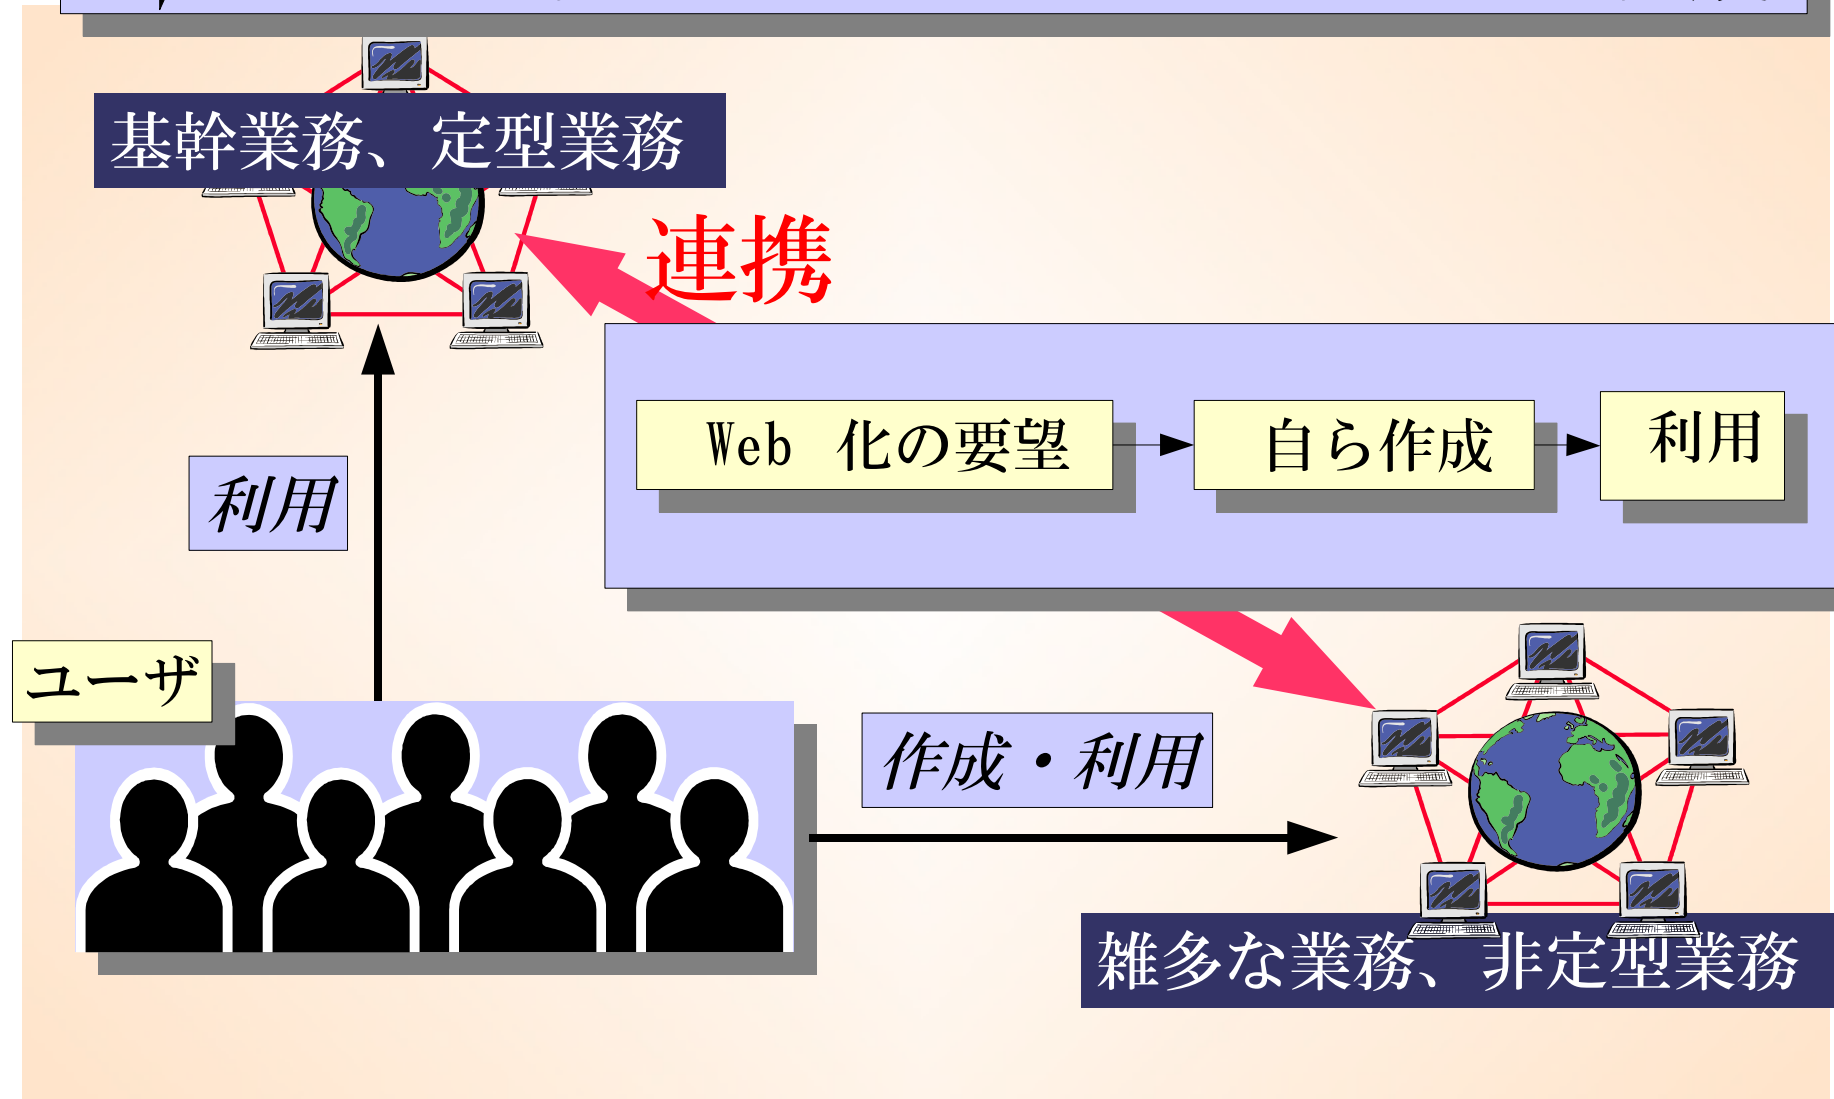 基幹業務、定型業務
連携
Web 化の要望
自ら作成
利用
利用
ユーザ
作成・利用
雑多な業務、非定型業務